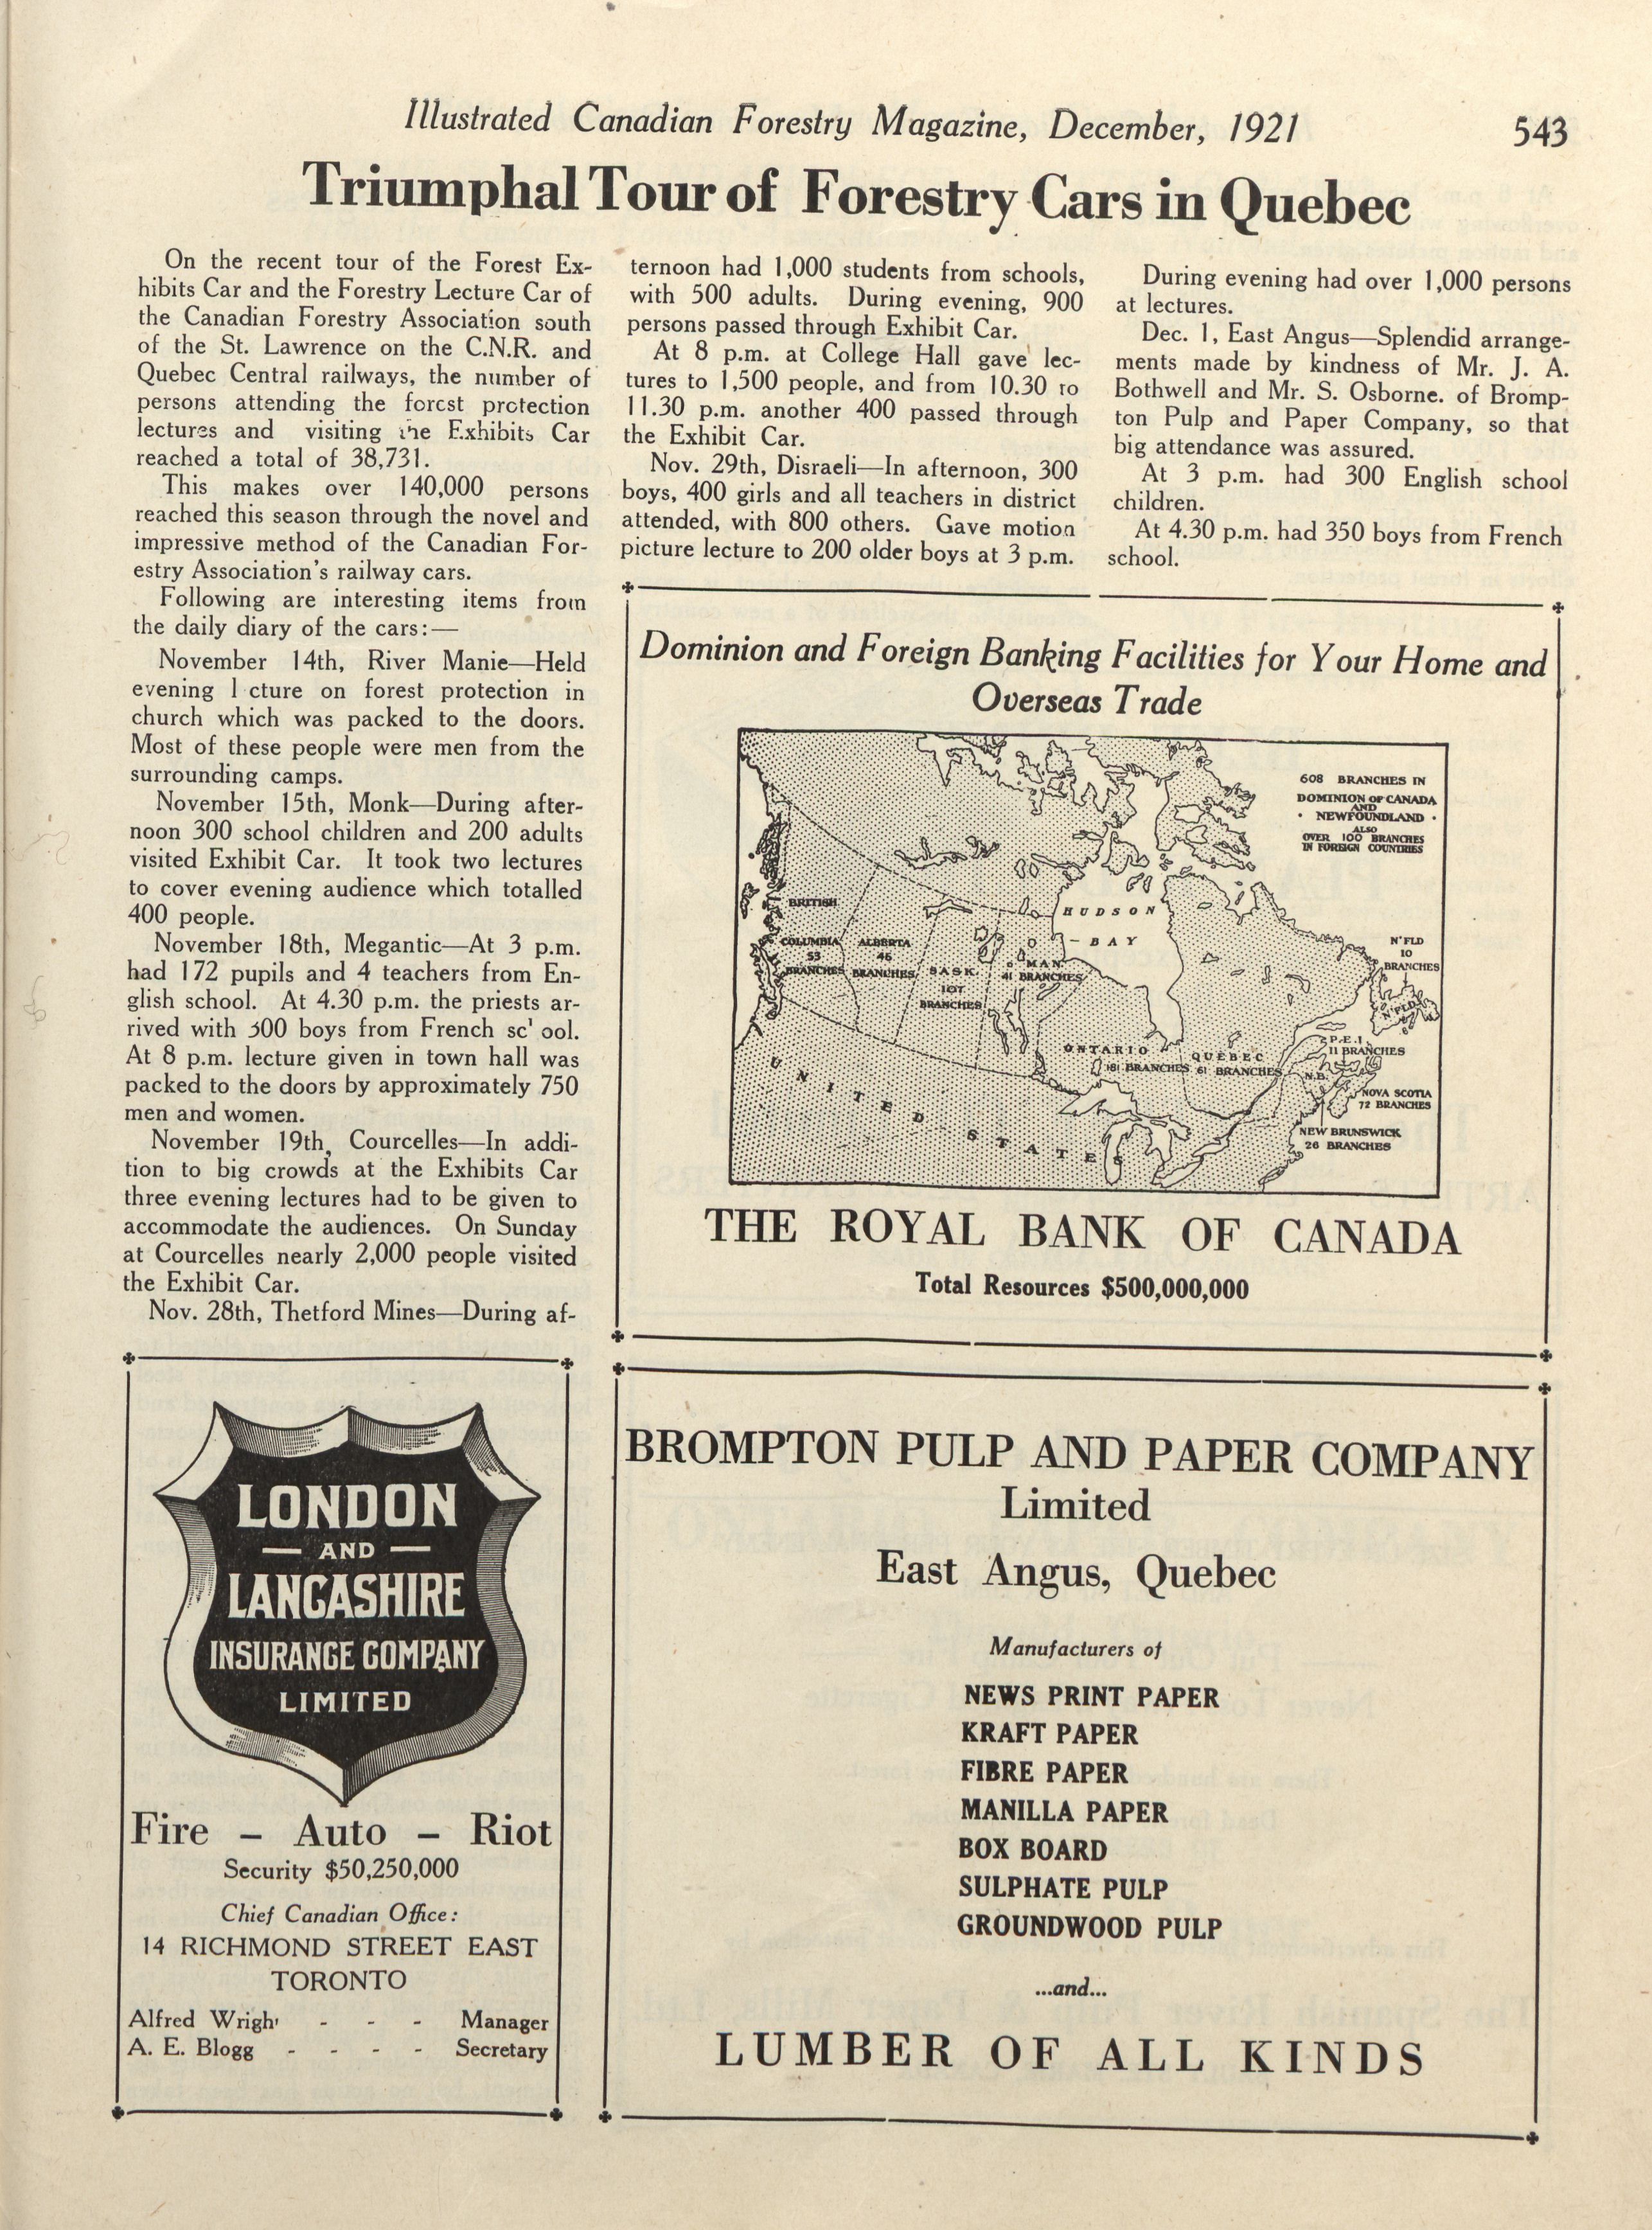 Illustrated Canadian Forestry Magazine, December, 1921
543
Triumphal Tour of Forestry Cars in Quebec
On the recent tour of the Forest Ex-
hibits Car and the Forestry Lecture Car of
the Canadian Forestry Association south
of the St. Lawrence on the C.N.R. and
Quebec Central railways, the number of
persons attending the forest protection
lectures and visiting the Exhibits Car
reached a total of 38,731.
This makes over 140,000 persons
reached this season through the novel and
impressive method of the Canadian For-
estry Association's railway cars.
Following are interesting items from
the daily diary of the cars:—
November 14th, River Manie—Held
evening l cture on forest protection in
church which was packed to the doors.
Most of these people were men from the
surrounding camps.
November 15th, Monk—During after-
noon 300 school children and 200 adults
visited Exhibit Car. It took two lectures
to cover evening audience which totalled
400 people.
November 18th, Megantic—At 3 p.m.
had 172 pupils and 4 teachers from En-
glish school. At 4.30 p.m. the priests ar-
rived with 300 boys from French sc' ool.
At 8 p.m. lecture given in town hall was
packed to the doors by approximately 750
men and women.
November 19th, Courcelles—In addi-
tion to big crowds at the Exhibits Car
three evening lectures had to be given to
accommodate the audiences. On Sunday
at Courcelles nearly 2,000 people visited
the Exhibit Car.
Nov. 28th, Thetford Mines—During af-
ternoon had 1,000 students from schools,
with 500 adults. During evening, 900
persons passed through Exhibit Car.
At 8 p.m. at College Hall gave lec-
tures to 1,500 people, and from 10.30 to
11.30 p.m. another 400 passed through
the Exhibit Car.
Nov. 29th, Disraeli—In afternoon, 300
boys, 400 girls and all teachers in district
attended, with 800 others. Gave motion
picture lecture to 200 older boys at 3 p.m.
During evening had over 1,000 persons
at lectures.
Dec. 1, East Angus—Splendid arrange-
ments made by kindness of Mr. J. A.
Bothwell and Mr. S. Osborne. of Bromp-
ton Pulp and Paper Company, so that
big attendance was assured.
At 3 p.m. had 300 English school
children.
At 4.30 p.m. had 350 boys from French
school.
Dominion and Foreign Banking Facilities for Your Home and
Overseas Trade
608 BRANCHES IN
DOMINION OF CANADA
AND
NEWFOUNDLAND
ALSO
OVER 100 BRANCHES
IN FOREIGN COUNTRIES
BRITISH
COLUMBIA
53
BRANCHES
ALBERTA
46
BRANCHES
SASK.
107
BRANCHES
MAN.
41 BRANCHES
HUDSON
BAY
N'FLD
10
BRANCHES
N'FLD.
ONTARIO
181 BRANCHES
QUEBEC
61 BRANCHES
P.E.I.
11 BRANCHES
N.B.
NOVA SCOTIA
72 BRANCHES
NEW BRUNSWICK
26 BRANCHES
UNITED STATES
THE ROYAL BANK OF CANADA
Total Resources $500,000,000
LONDON
AND
LANCASHIRE
INSURANCE COMPANY
LIMITED
Fire – Auto – Riot
Security $50,250,000
Chief Canadian Office:
14 RICHMOND STREET EAST
TORONTO
Alfred Wrigh' - - - Manager
A. E. Blogg - - - - Secretary
BROMPTON PULP AND PAPER COMPANY
Limited
East Angus, Quebec
Manufacturers of
NEWS PRINT PAPER
KRAFT PAPER
FIBRE PAPER
MANILLA PAPER
BOX BOARD
SULPHATE PULP
GROUNDWOOD PULP
...and...
LUMBER OF ALL KINDS